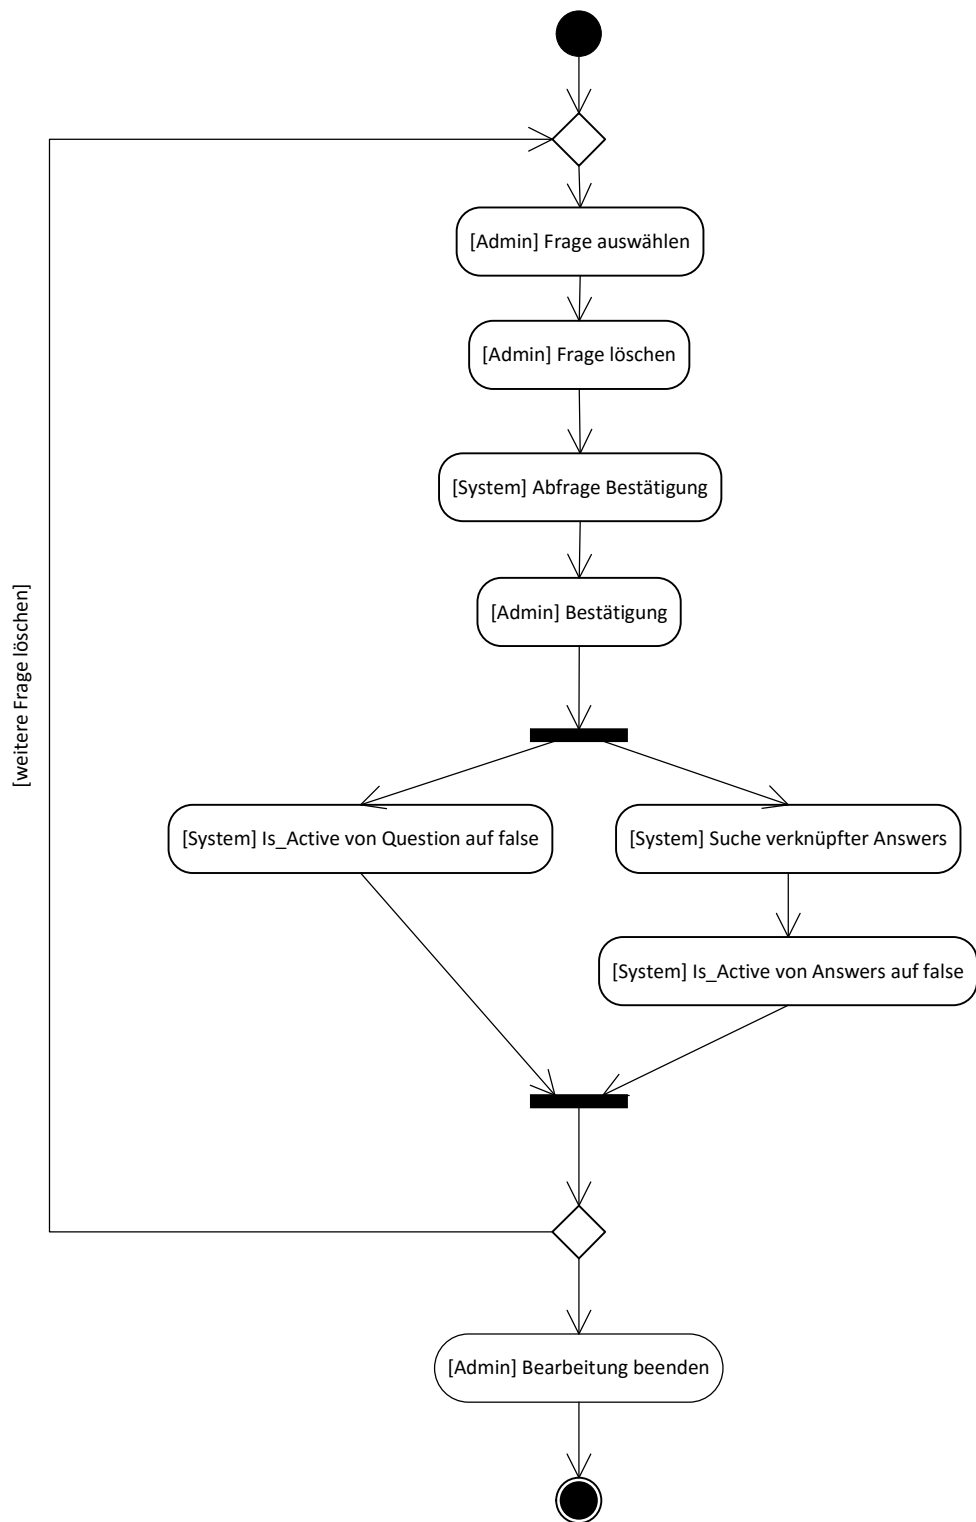 [Admin] Frage auswählen
[Admin] Frage löschen
[System] Abfrage Bestätigung
[Admin] Bestätigung
[weitere Frage löschen]
[System] Is_Active von Question auf false
[System] Suche verknüpfter Answers
[System] Is_Active von Answers auf false
[Admin] Bearbeitung beenden